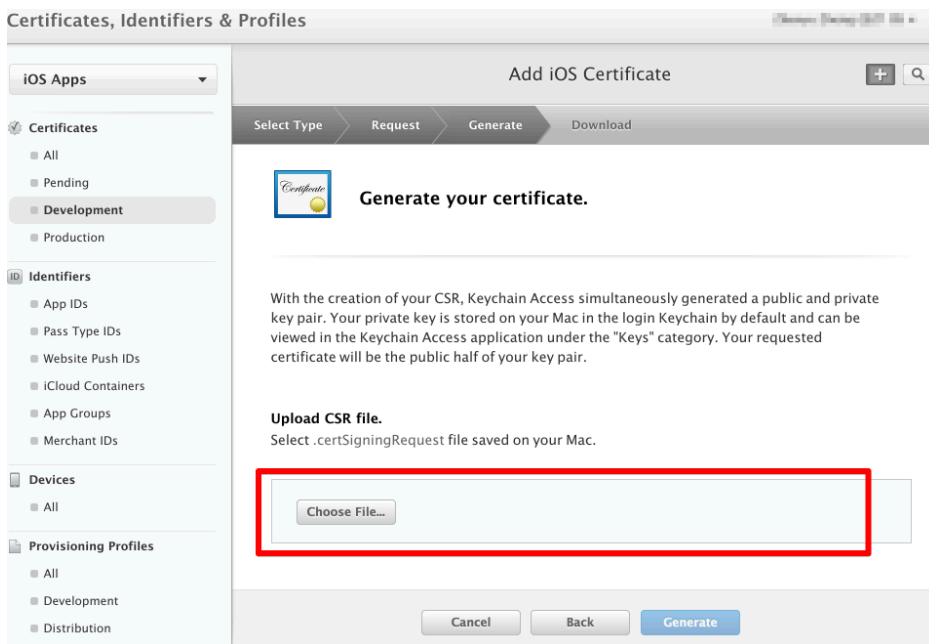 Certificates, Identifiers & Profiles
iOS Apps
Certificates
All
Pending
Development
Production
ID Identifiers
App IDs
Pass Type IDs
Website Push IDs
iCloud Containers
App Groups
Merchant IDs
Devices
All
Provisioning Profiles
All
Development
Distribution
Add iOS Certificate
Select Type
Request
Generate
Download
Certificate
Generate your certificate.
With the creation of your CSR, Keychain Access simultaneously generated a public and private
key pair. Your private key is stored on your Mac in the login Keychain by default and can be
viewed in the Keychain Access application under the "Keys" category. Your requested
certificate will be the public half of your key pair.
Upload CSR file.
Select .certSigningRequest file saved on your Mac.
Choose File...
Cancel
Back
Generate